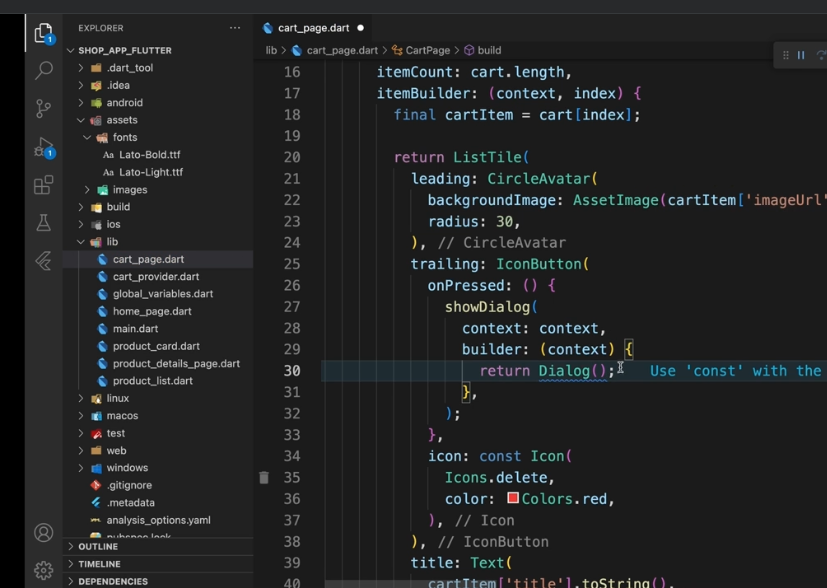 EXPLORER
SHOP_APP_FLUTTER
.dart_tool
.idea
android
assets
fonts
Aa Lato-Bold.ttf
Aa Lato-Light.ttf
images
build
ios
lib
cart_page.dart
cart_provider.dart
global_variables.dart
home_page.dart
main.dart
product_card.dart
product_details_page.dart
product_list.dart
linux
macos
test
web
windows
.gitignore
.metadata
analysis_options.yaml
pubspec.lock
OUTLINE
TIMELINE
DEPENDENCIES
1
1
cart_page.dart
lib > cart_page.dart > CartPage > build
16 itemCount: cart.length,
17 itemBuilder: (context, index) {
18 final cartItem = cart[index];
19
20 return ListTile(
21 leading: CircleAvatar(
22 backgroundImage: AssetImage(cartItem['imageUrl'
23 radius: 30,
24 ), // CircleAvatar
25 trailing: IconButton(
26 onPressed: () {
27 showDialog(
28 context: context,
29 builder: (context) {
30 return Dialog(); Use 'const' with the
31 },
32 );
33 },
34 icon: const Icon(
35 Icons.delete,
36 color: Colors.red,
37 ), // Icon
38 ), // IconButton
39 title: Text(
40 cartItem['title'].toString(),